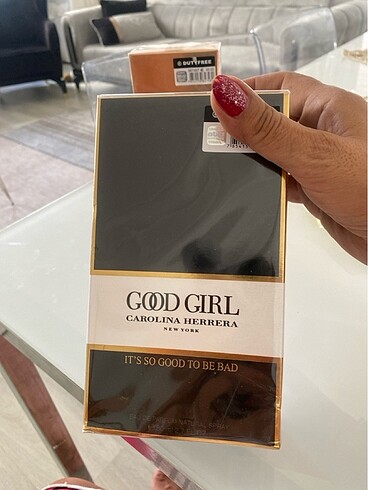 DUTY FREE
GOOD GIRL
CAROLINA HERRERA
NEW YORK
IT'S SO GOOD TO BE BAD